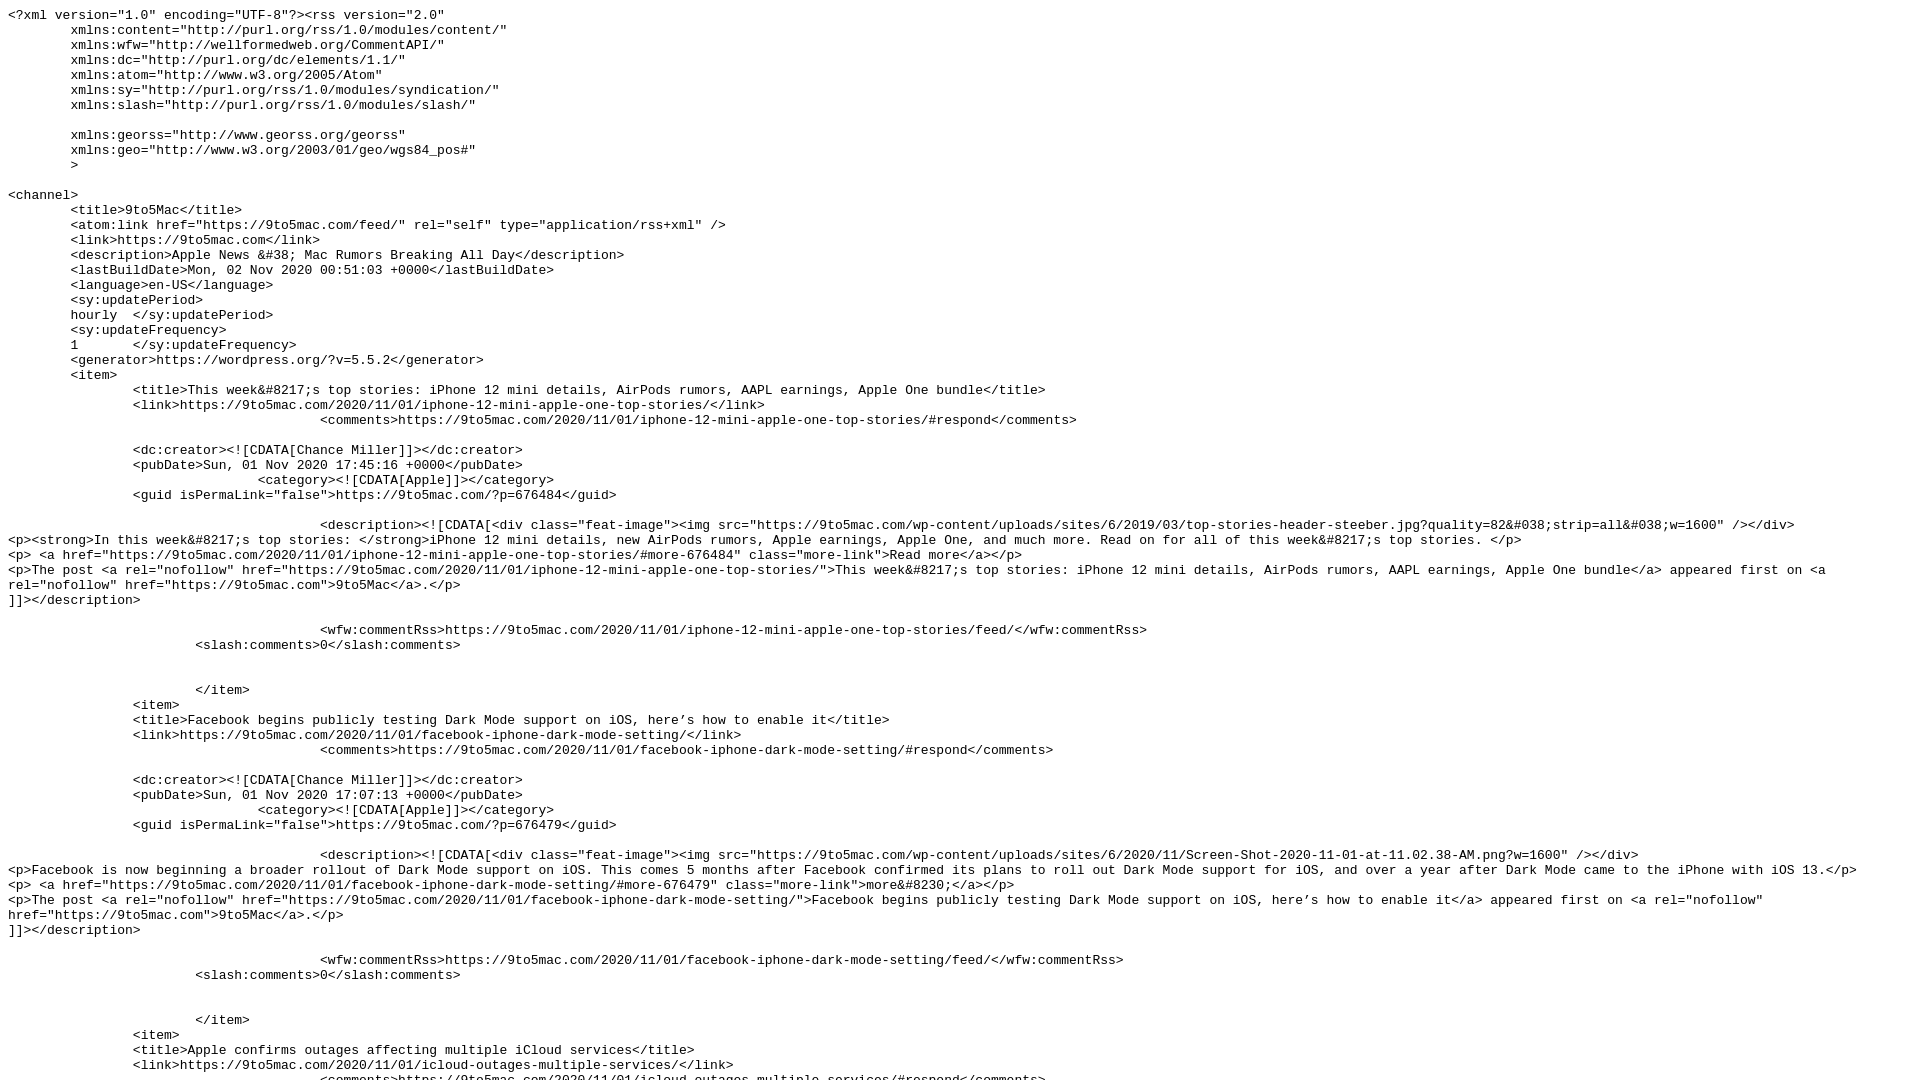 <?xml version="1.0" encoding="UTF-8"?><rss version="2.0"
xmlns:content="http://purl.org/rss/1.0/modules/content/"
xmlns:wfw="http://wellformedweb.org/CommentAPI/"
xmlns:dc="http://purl.org/dc/elements/1.1/"
xmlns:atom="http://www.w3.org/2005/Atom"
xmlns:sy="http://purl.org/rss/1.0/modules/syndication/"
xmlns:slash="http://purl.org/rss/1.0/modules/slash/"
xmlns:georss="http://www.georss.org/georss"
xmlns:geo="http://www.w3.org/2003/01/geo/wgs84_pos#"
>
<channel>
<title>9to5Mac</title>
<atom:link href="https://9to5mac.com/feed/" rel="self" type="application/rss+xml" />
<link>https://9to5mac.com</link>
<description>Apple News &#38; Mac Rumors Breaking All Day</description>
<lastBuildDate>Mon, 02 Nov 2020 00:51:03 +0000</lastBuildDate>
<language>en-US</language>
<sy:updatePeriod>
hourly </sy:updatePeriod>
<sy:updateFrequency>
1 </sy:updateFrequency>
<generator>https://wordpress.org/?v=5.5.2</generator>
<item>
<title>This week&#8217;s top stories: iPhone 12 mini details, AirPods rumors, AAPL earnings, Apple One bundle</title>
<link>https://9to5mac.com/2020/11/01/iphone-12-mini-apple-one-top-stories/</link>
<comments>https://9to5mac.com/2020/11/01/iphone-12-mini-apple-one-top-stories/#respond</comments>
<dc:creator><![CDATA[Chance Miller]]></dc:creator>
<pubDate>Sun, 01 Nov 2020 17:45:16 +0000</pubDate>
<category><![CDATA[Apple]]></category>
<guid isPermaLink="false">https://9to5mac.com/?p=676484</guid>
<description><![CDATA[<div class="feat-image"><img src="https://9to5mac.com/wp-content/uploads/sites/6/2019/03/top-stories-header-steeber.jpg?quality=82&#038;strip=all&#038;w=1600" /></div>
<p><strong>In this week&#8217;s top stories: </strong>iPhone 12 mini details, new AirPods rumors, Apple earnings, Apple One, and much more. Read on for all of this week&#8217;s top stories. </p>
<p> <a href="https://9to5mac.com/2020/11/01/iphone-12-mini-apple-one-top-stories/#more-676484" class="more-link">Read more</a></p>
<p>The post <a rel="nofollow" href="https://9to5mac.com/2020/11/01/iphone-12-mini-apple-one-top-stories/">This week&#8217;s top stories: iPhone 12 mini details, AirPods rumors, AAPL earnings, Apple One bundle</a> appeared first on <a
rel="nofollow" href="https://9to5mac.com">9to5Mac</a>.</p>
]]></description>
<wfw:commentRss>https://9to5mac.com/2020/11/01/iphone-12-mini-apple-one-top-stories/feed/</wfw:commentRss>
<slash:comments>0</slash:comments>
</item>
<item>
<title>Facebook begins publicly testing Dark Mode support on iOS, here’s how to enable it</title>
<link>https://9to5mac.com/2020/11/01/facebook-iphone-dark-mode-setting/</link>
<comments>https://9to5mac.com/2020/11/01/facebook-iphone-dark-mode-setting/#respond</comments>
<dc:creator><![CDATA[Chance Miller]]></dc:creator>
<pubDate>Sun, 01 Nov 2020 17:07:13 +0000</pubDate>
<category><![CDATA[Apple]]></category>
<guid isPermaLink="false">https://9to5mac.com/?p=676479</guid>
<description><![CDATA[<div class="feat-image"><img src="https://9to5mac.com/wp-content/uploads/sites/6/2020/11/Screen-Shot-2020-11-01-at-11.02.38-AM.png?w=1600" /></div>
<p>Facebook is now beginning a broader rollout of Dark Mode support on iOS. This comes 5 months after Facebook confirmed its plans to roll out Dark Mode support for iOS, and over a year after Dark Mode came to the iPhone with iOS 13.</p>
<p> <a href="https://9to5mac.com/2020/11/01/facebook-iphone-dark-mode-setting/#more-676479" class="more-link">more&#8230;</a></p>
<p>The post <a rel="nofollow" href="https://9to5mac.com/2020/11/01/facebook-iphone-dark-mode-setting/">Facebook begins publicly testing Dark Mode support on iOS, here’s how to enable it</a> appeared first on <a rel="nofollow"
href="https://9to5mac.com">9to5Mac</a>.</p>
]]></description>
<wfw:commentRss>https://9to5mac.com/2020/11/01/facebook-iphone-dark-mode-setting/feed/</wfw:commentRss>
<slash:comments>0</slash:comments>
</item>
<item>
<title>Apple confirms outages affecting multiple iCloud services</title>
<link>https://9to5mac.com/2020/11/01/icloud-outages-multiple-services/</link>
<comments>https://9to5mac.com/2020/11/01/icloud-outages-multiple-services/#respond</comments>